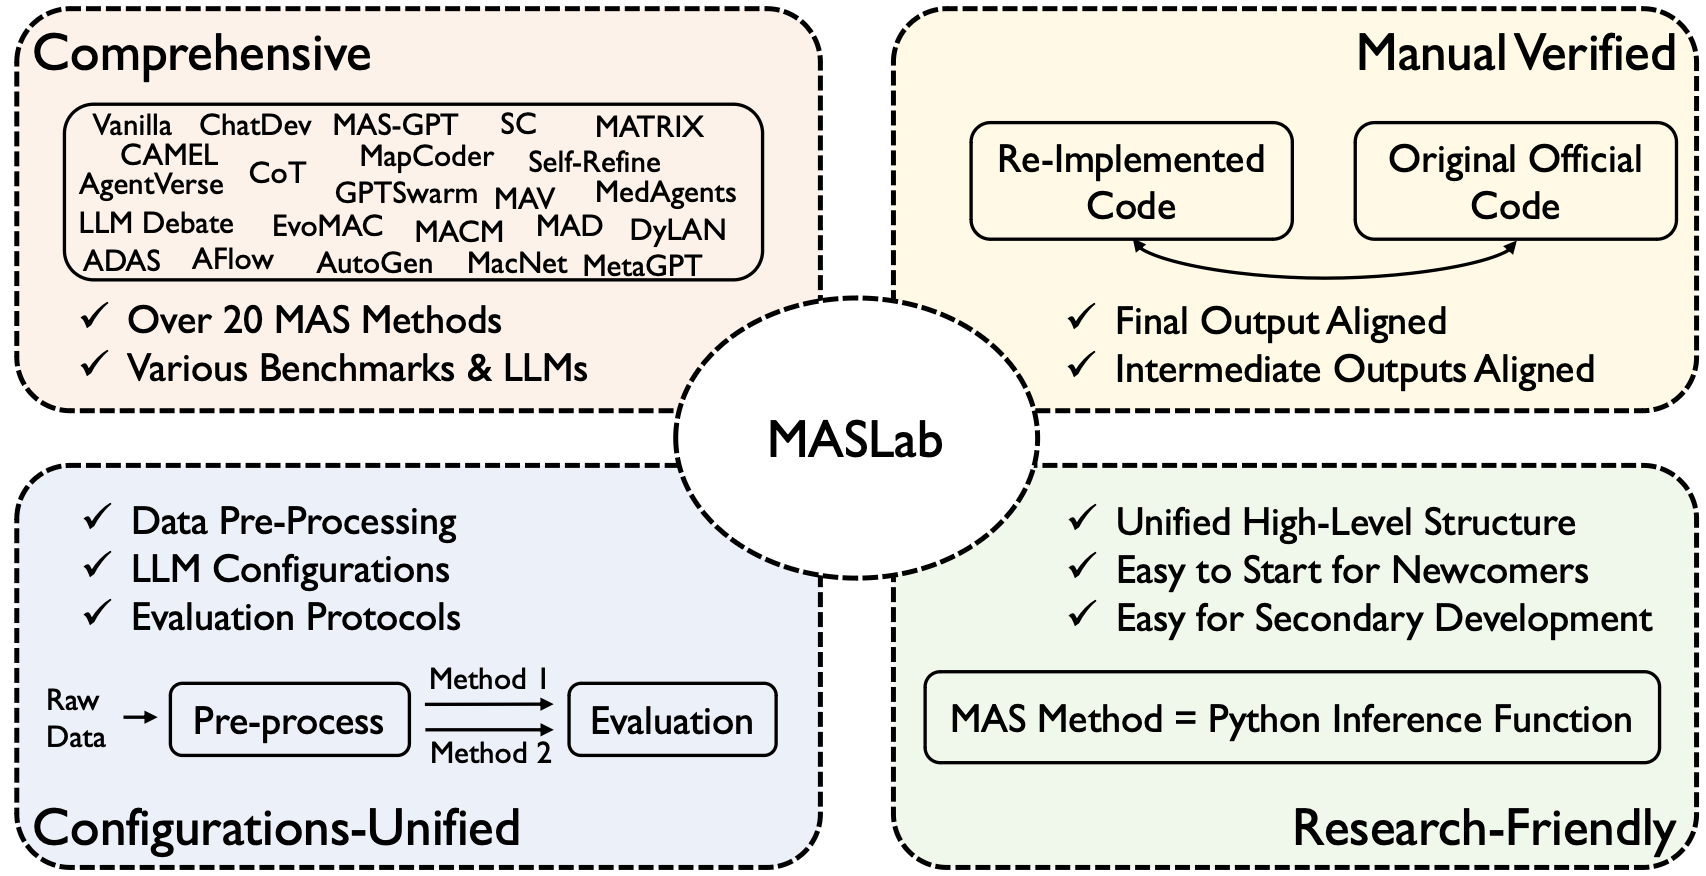 Comprehensive
Vanilla ChatDev MAS-GPT SC MATRIX
CAMEL MapCoder Self-Refine
AgentVerse CoT GPTSwarm MAV MedAgents
LLM Debate EvoMAC MACM MAD DyLAN
ADAS AFlow AutoGen MacNet MetaGPT
✓ Over 20 MAS Methods
✓ Various Benchmarks & LLMs
Manual Verified
Re-Implemented
Code
Original Official
Code
✓ Final Output Aligned
✓ Intermediate Outputs Aligned
MASLab
✓ Data Pre-Processing
✓ LLM Configurations
✓ Evaluation Protocols
Raw
Data
Pre-process
Method 1
Method 2
Evaluation
Configurations-Unified
✓ Unified High-Level Structure
✓ Easy to Start for Newcomers
✓ Easy for Secondary Development
MAS Method = Python Inference Function
Research-Friendly